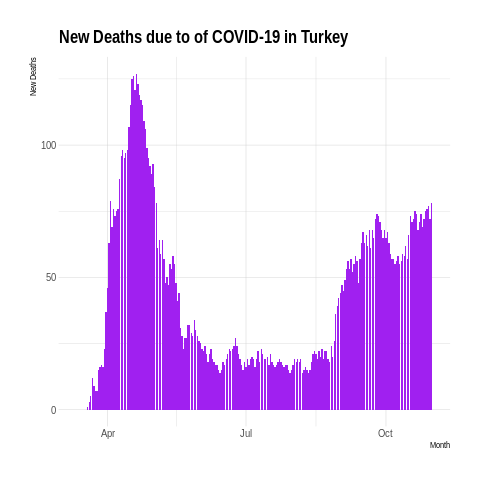 New Deaths due to of COVID-19 in Turkey
New Deaths
100
50
0
Apr Jul Oct
Month